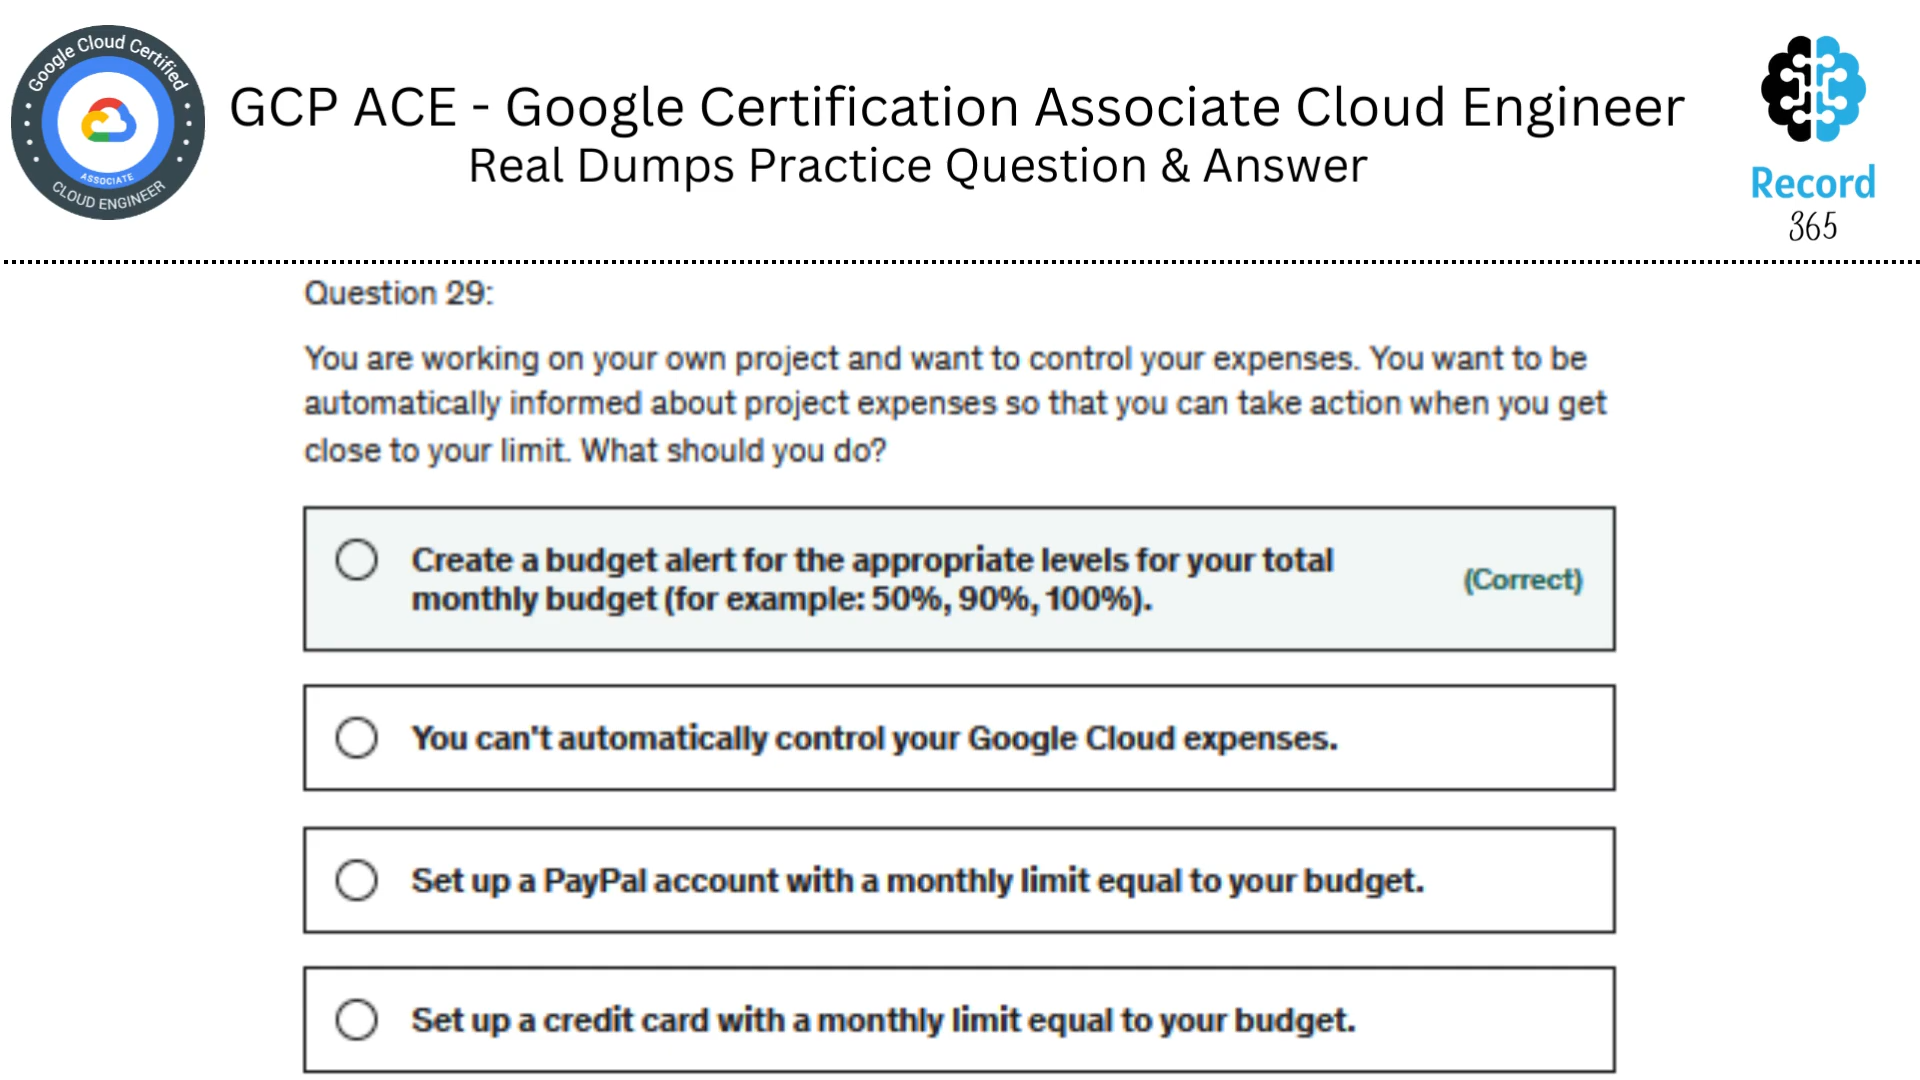 Google Cloud Certified
ASSOCIATE
CLOUD ENGINEER
GCP ACE - Google Certification Associate Cloud Engineer
Real Dumps Practice Question & Answer
Record
365
Question 29:
You are working on your own project and want to control your expenses. You want to be
automatically informed about project expenses so that you can take action when you get
close to your limit. What should you do?
Create a budget alert for the appropriate levels for your total
monthly budget (for example: 50%, 90%, 100%).
(Correct)
You can't automatically control your Google Cloud expenses.
Set up a PayPal account with a monthly limit equal to your budget.
Set up a credit card with a monthly limit equal to your budget.